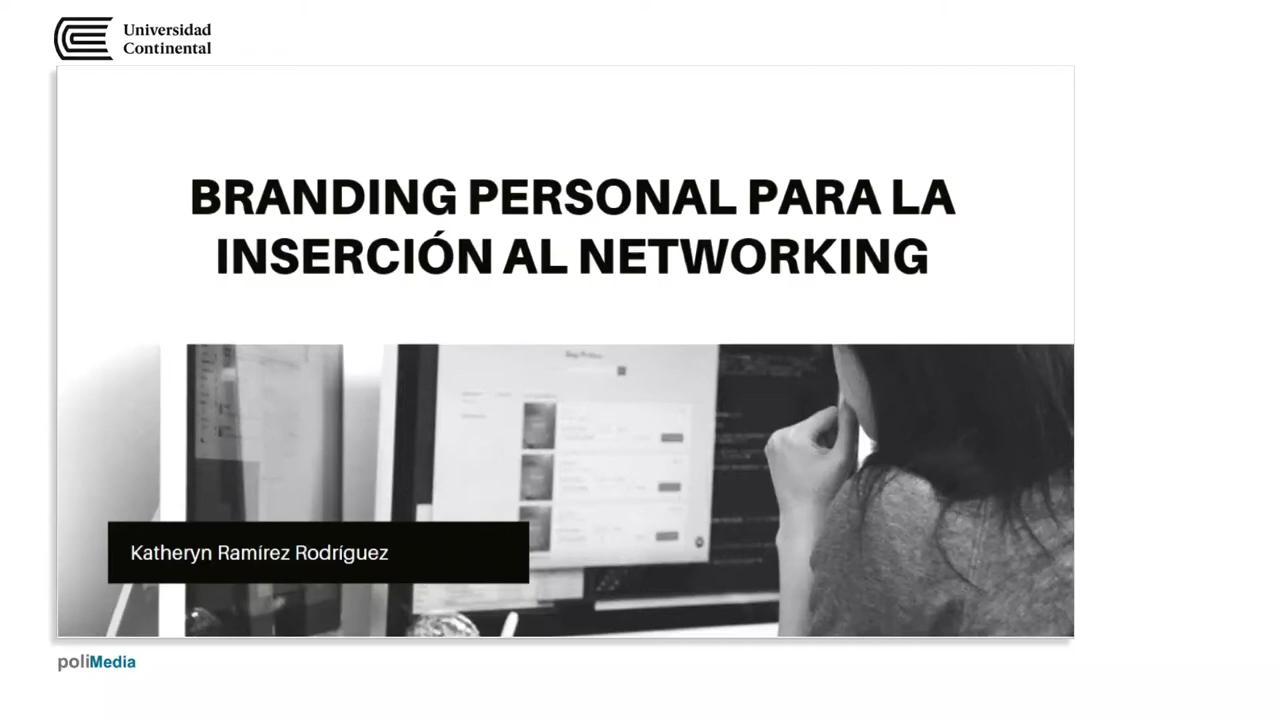 Universidad
Continental
BRANDING PERSONAL PARA LA
INSERCIÓN AL NETWORKING
Katheryn Ramírez Rodríguez
poliMedia